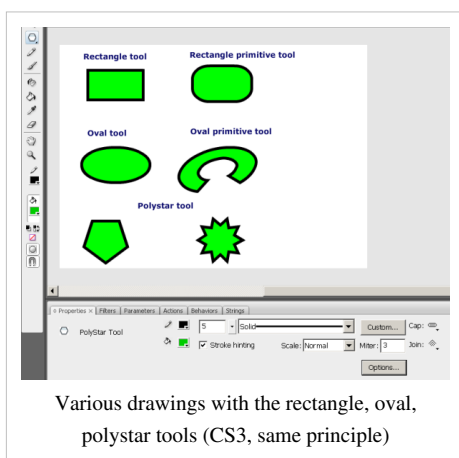 Rectangle tool Rectangle primitive tool
Oval tool Oval primitive tool
Polystar tool
Properties × Filters Parameters Actions Behaviors Strings
PolyStar Tool 5 Solid Custom... Cap:
Stroke hinting Scale: Normal Miter: 3 Join:
Options...
Various drawings with the rectangle, oval,
polystar tools (CS3, same principle)